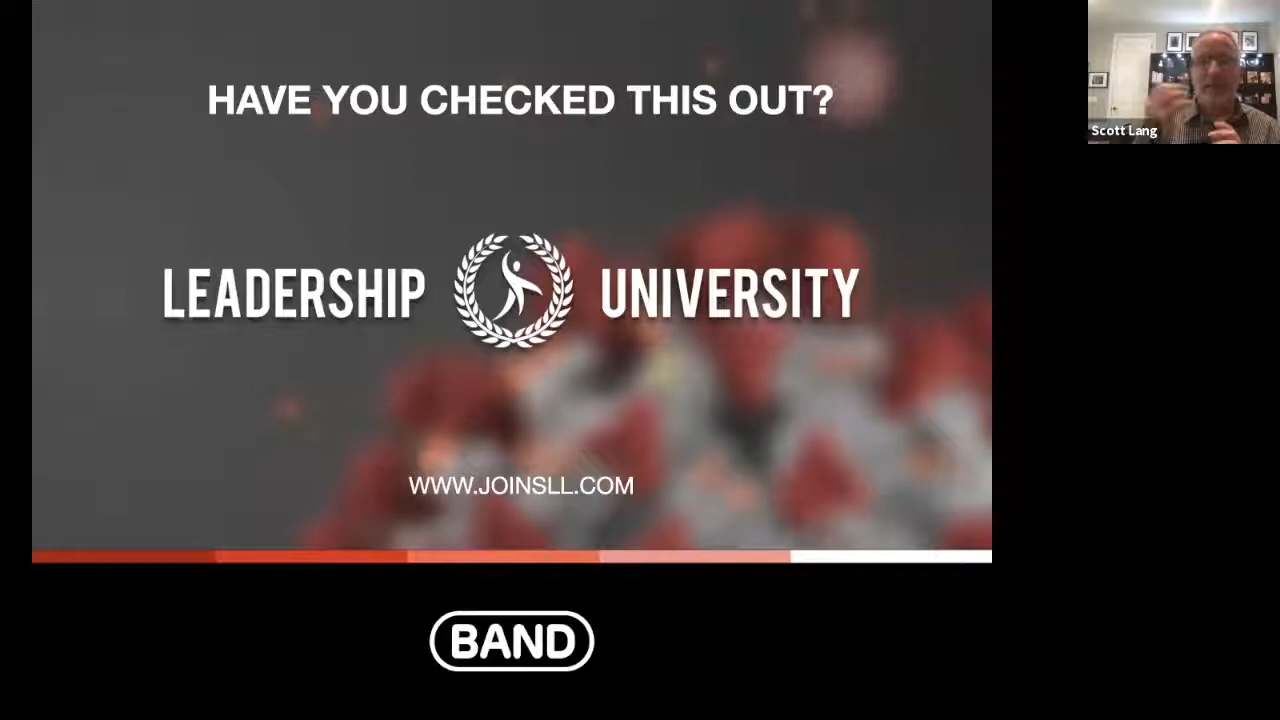 HAVE YOU CHECKED THIS OUT?
LEADERSHIP UNIVERSITY
WWW.JOINSLL.COM
BAND
Scott Lang